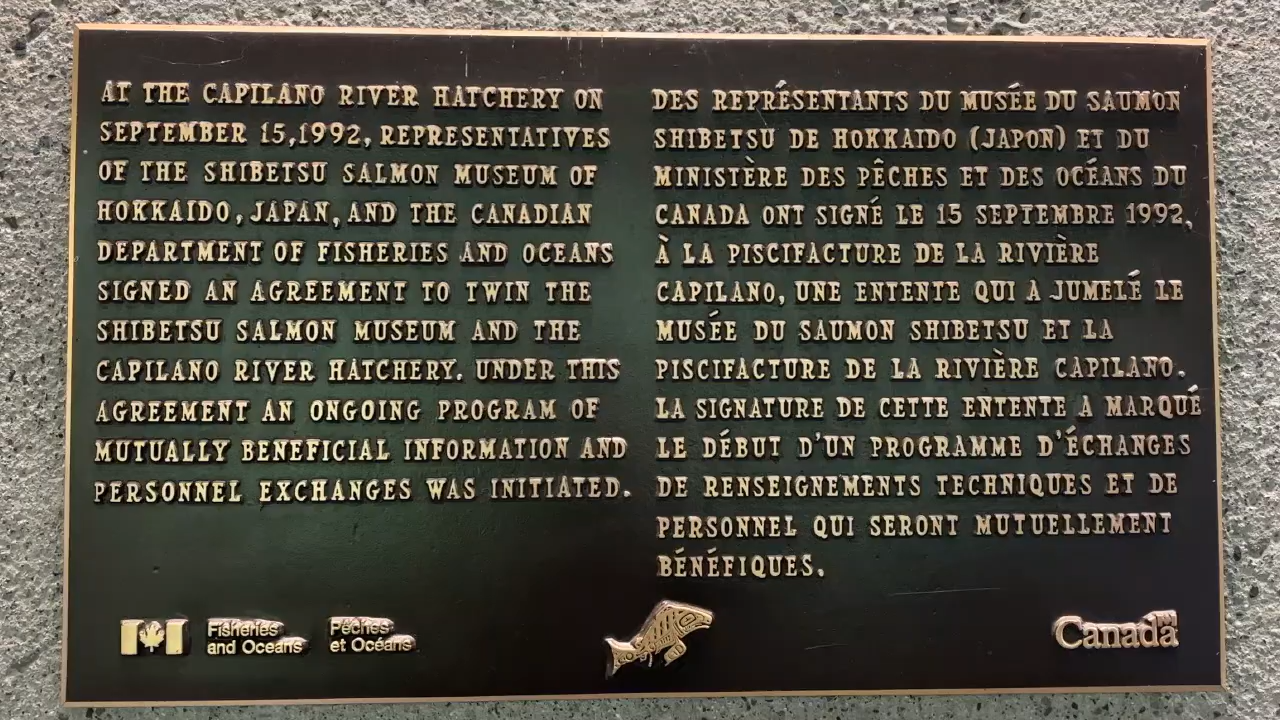 AT THE CAPILANO RIVER HATCHERY ON
SEPTEMBER 15,1992, REPRESENTATIVES
OF THE SHIBETSU SALMON MUSEUM OF
HOKKAIDO, JAPAN, AND THE CANADIAN
DEPARTMENT OF FISHERIES AND OCEANS
SIGNED AN AGREEMENT TO TWIN THE
SHIBETSU SALMON MUSEUM AND THE
CAPILANO RIVER HATCHERY. UNDER THIS
AGREEMENT AN ONGOING PROGRAM OF
MUTUALLY BENEFICIAL INFORMATION AND
PERSONNEL EXCHANGES WAS INITIATED.
DES REPRÉSENTANTS DU MUSÉE DU SAUMON
SHIBETSU DE HOKKAIDO (JAPON) ET DU
MINISTÈRE DES PÊCHES ET DES OCÉANS DU
CANADA ONT SIGNÉ LE 15 SEPTEMBRE 1992,
À LA PISCIFACTURE DE LA RIVIÈRE
CAPILANO, UNE ENTENTE QUI A JUMELÉ LE
MUSÉE DU SAUMON SHIBETSU ET LA
PISCIFACTURE DE LA RIVIÈRE CAPILANO.
LA SIGNATURE DE CETTE ENTENTE A MARQUÉ
LE DÉBUT D'UN PROGRAMME D'ÉCHANGES
DE RENSEIGNEMENTS TECHNIQUES ET DE
PERSONNEL QUI SERONT MUTUELLEMENT
BÉNÉFIQUES.
Fisheries
and Oceans
Pêches
et Océans
Canada